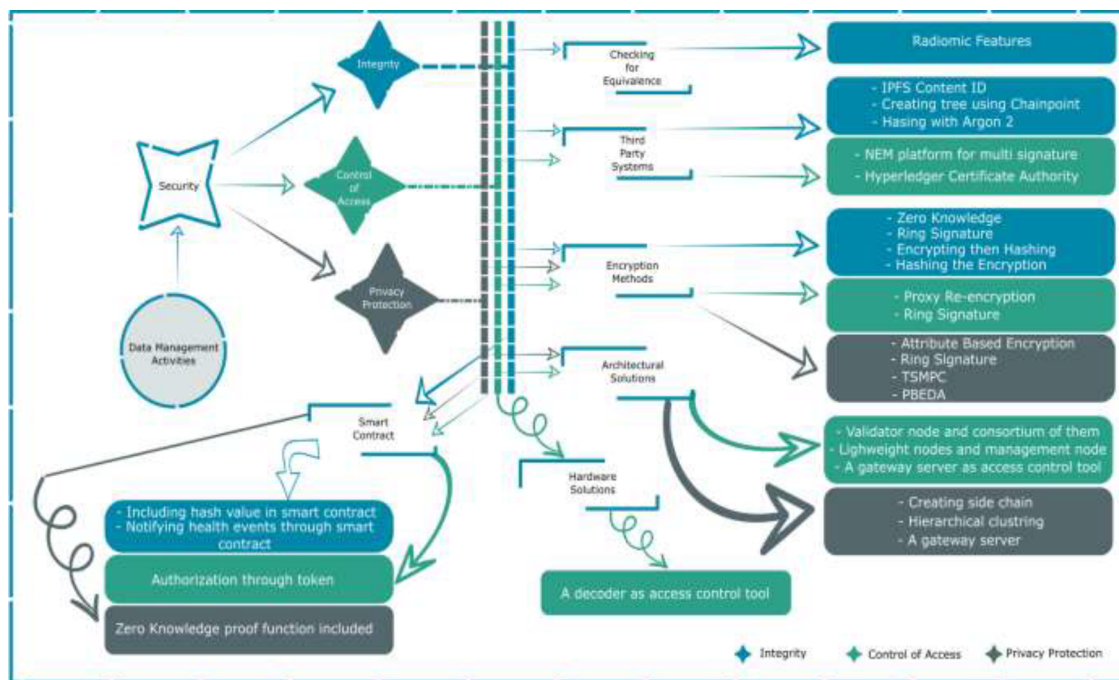 Integrity
Security
Control
of
Access
Privacy
Protection
Data Management
Activities
Checking
for
Equivalence
Radiomic Features
Third
Party
Systems
- IPFS Content ID
- Creating tree using Chainpoint
- Hasing with Argon 2
- NEM platform for multi signature
- Hyperledger Certificate Authority
Encryption
Methods
- Zero Knowledge
- Ring Signature
- Encrypting then Hashing
- Hashing the Encryption
- Proxy Re-encryption
- Ring Signature
- Attribute Based Encryption
- Ring Signature
- TSMPC
- PBEDA
Architectural
Solutions
- Validator node and consortium of them
- Lighweight nodes and management node
- A gateway server as access control tool
- Creating side chain
- Hierarchical clustring
- A gateway server
Smart
Contract
- Including hash value in smart contract
- Notifying health events through smart
contract
Authorization through token
Zero Knowledge proof function included
Hardware
Solutions
A decoder as access control tool
Integrity
Control of Access
Privacy Protection